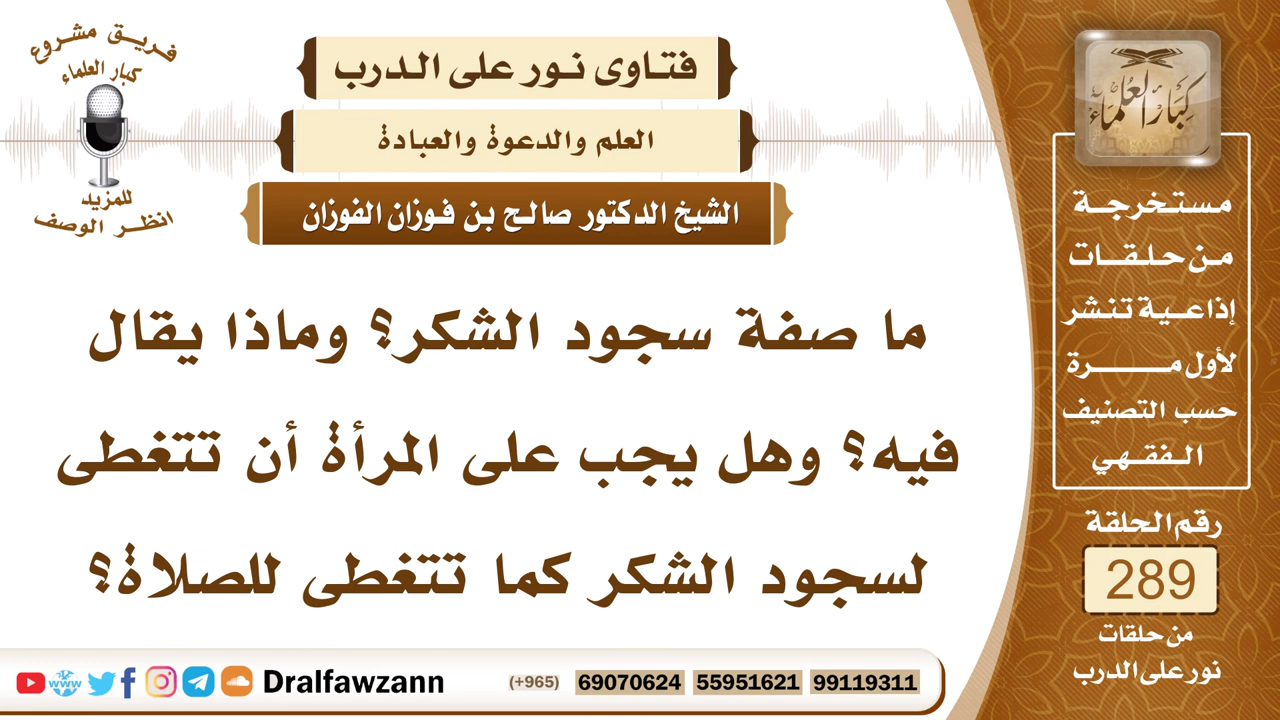 فريق مشروع
كبار العلماء
للمزيد
انظر الوصف
فتاوى نور على الدرب
العلم والدعوة والعبادة
الشيخ الدكتور صالح بن فوزان الفوزان
ما صفة سجود الشكر؟ وماذا يقال
فيه؟ وهل يجب على المرأة أن تتغطى
لسجود الشكر كما تتغطى للصلاة؟
كبار العلماء
مستخرجة
من حلقات
إذاعية تنشر
لأول مرة
حسب التصنيف
الفقهي
رقم الحلقة
289
من حلقات
نور على الدرب
www Dralfawzann (+965) 69070624 55951621 99119311